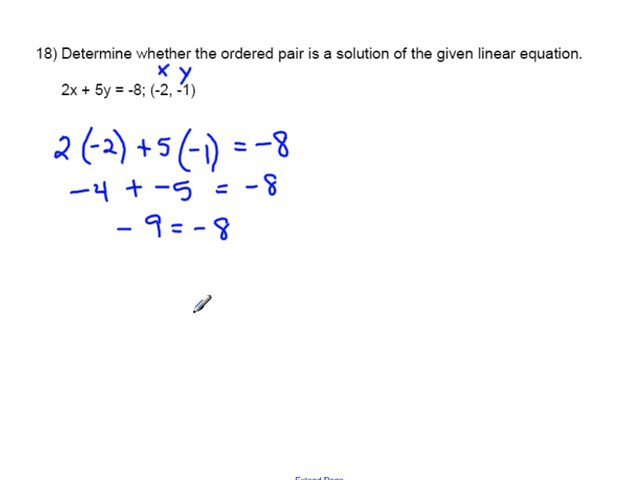 18) Determine whether the ordered pair is a solution of the given linear equation.
x y
2x + 5y = -8; (-2, -1)
2(-2) + 5(-1) = -8
-4 + -5 = -8
-9 = -8